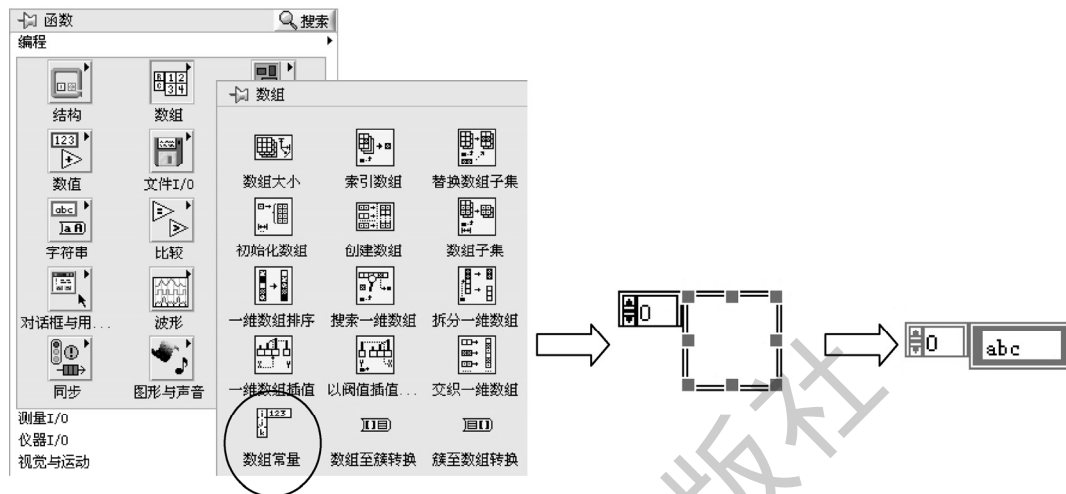 函数 搜索
编程
结构 数组
数值 文件I/O
字符串 比较
对话框与用... 波形
同步 图形与声音
测量I/O
仪器I/O
视觉与运动
数组
数组大小 索引数组 替换数组子集
初始化数组 创建数组 数组子集
一维数组排序 搜索一维数组 拆分一维数组
一维数组插值 以阈值插值... 交织一维数组
数组常量 数组至簇转换 簇至数组转换
0
0 abc
版社